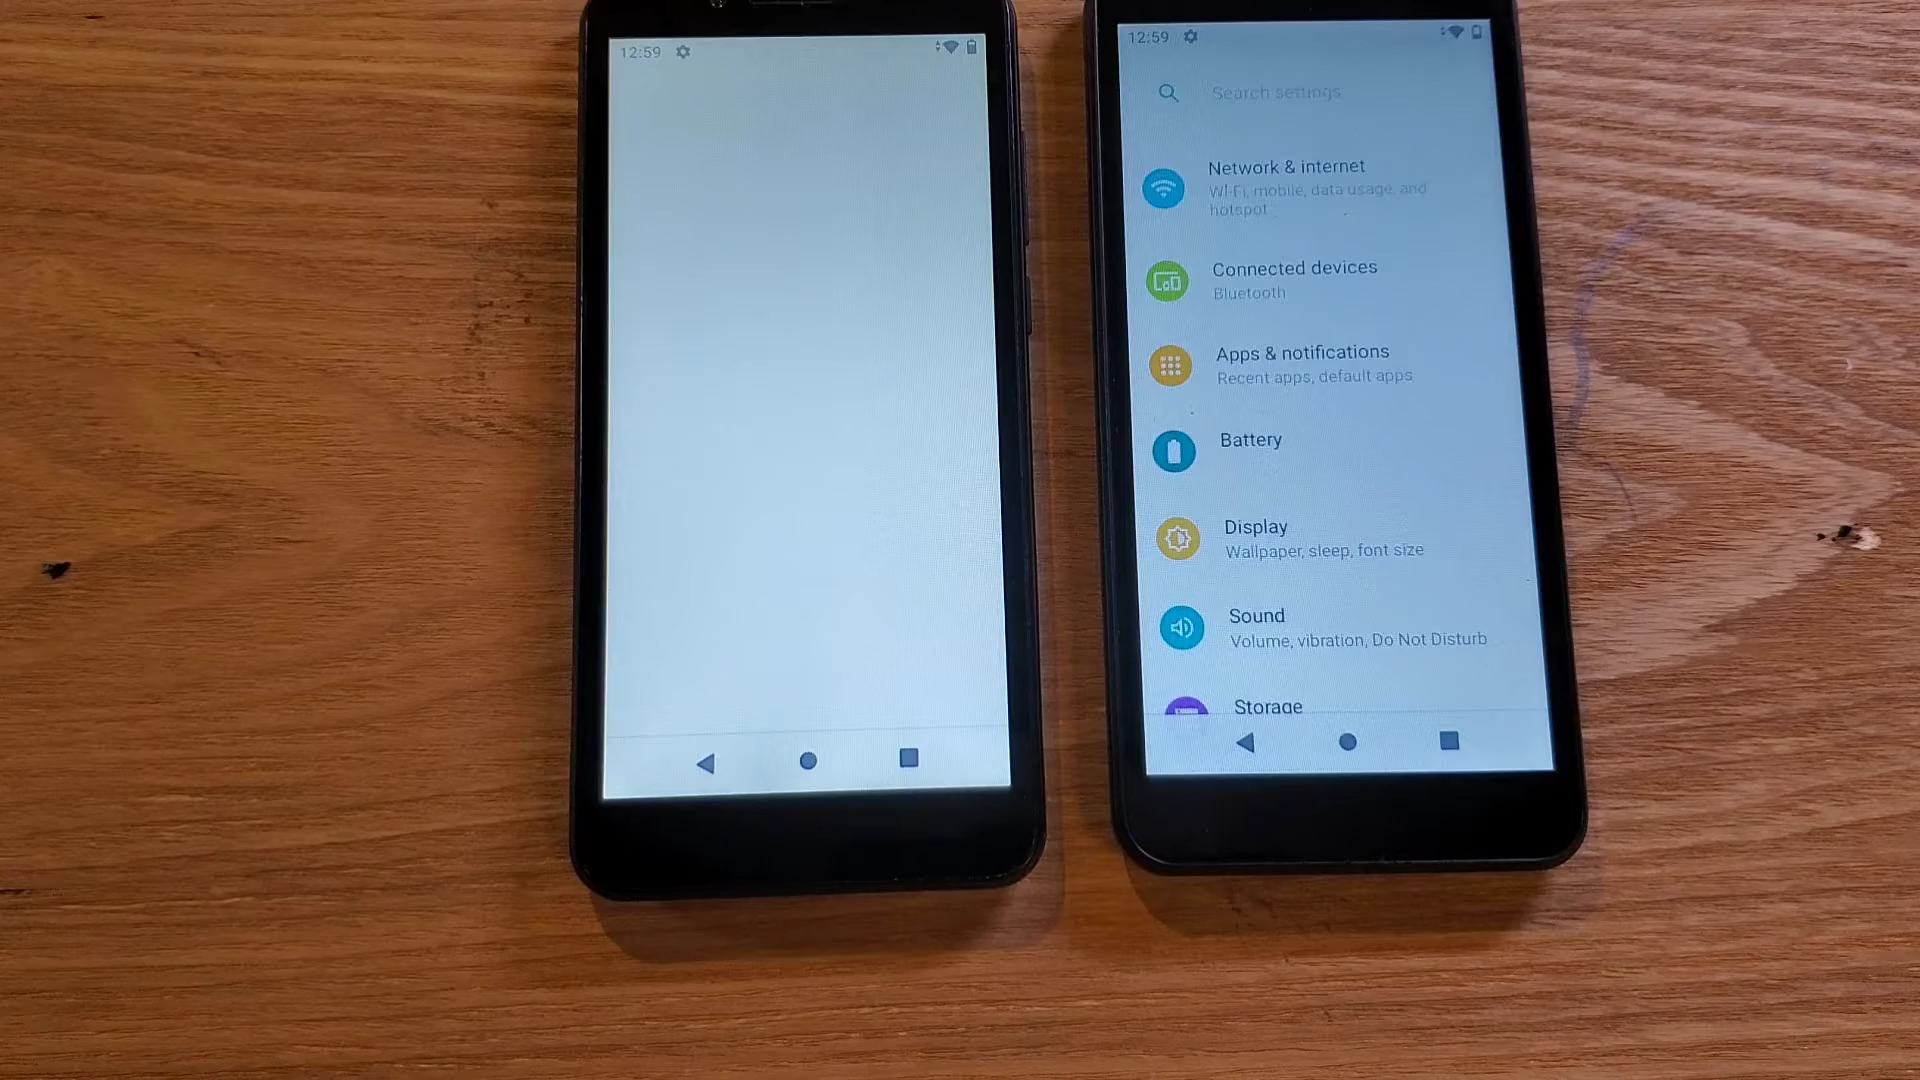 12:59
12:59
Search settings
Network & internet
Wi-Fi, mobile, data usage, and
hotspot
Connected devices
Bluetooth
Apps & notifications
Recent apps, default apps
Battery
Display
Wallpaper, sleep, font size
Sound
Volume, vibration, Do Not Disturb
Storage